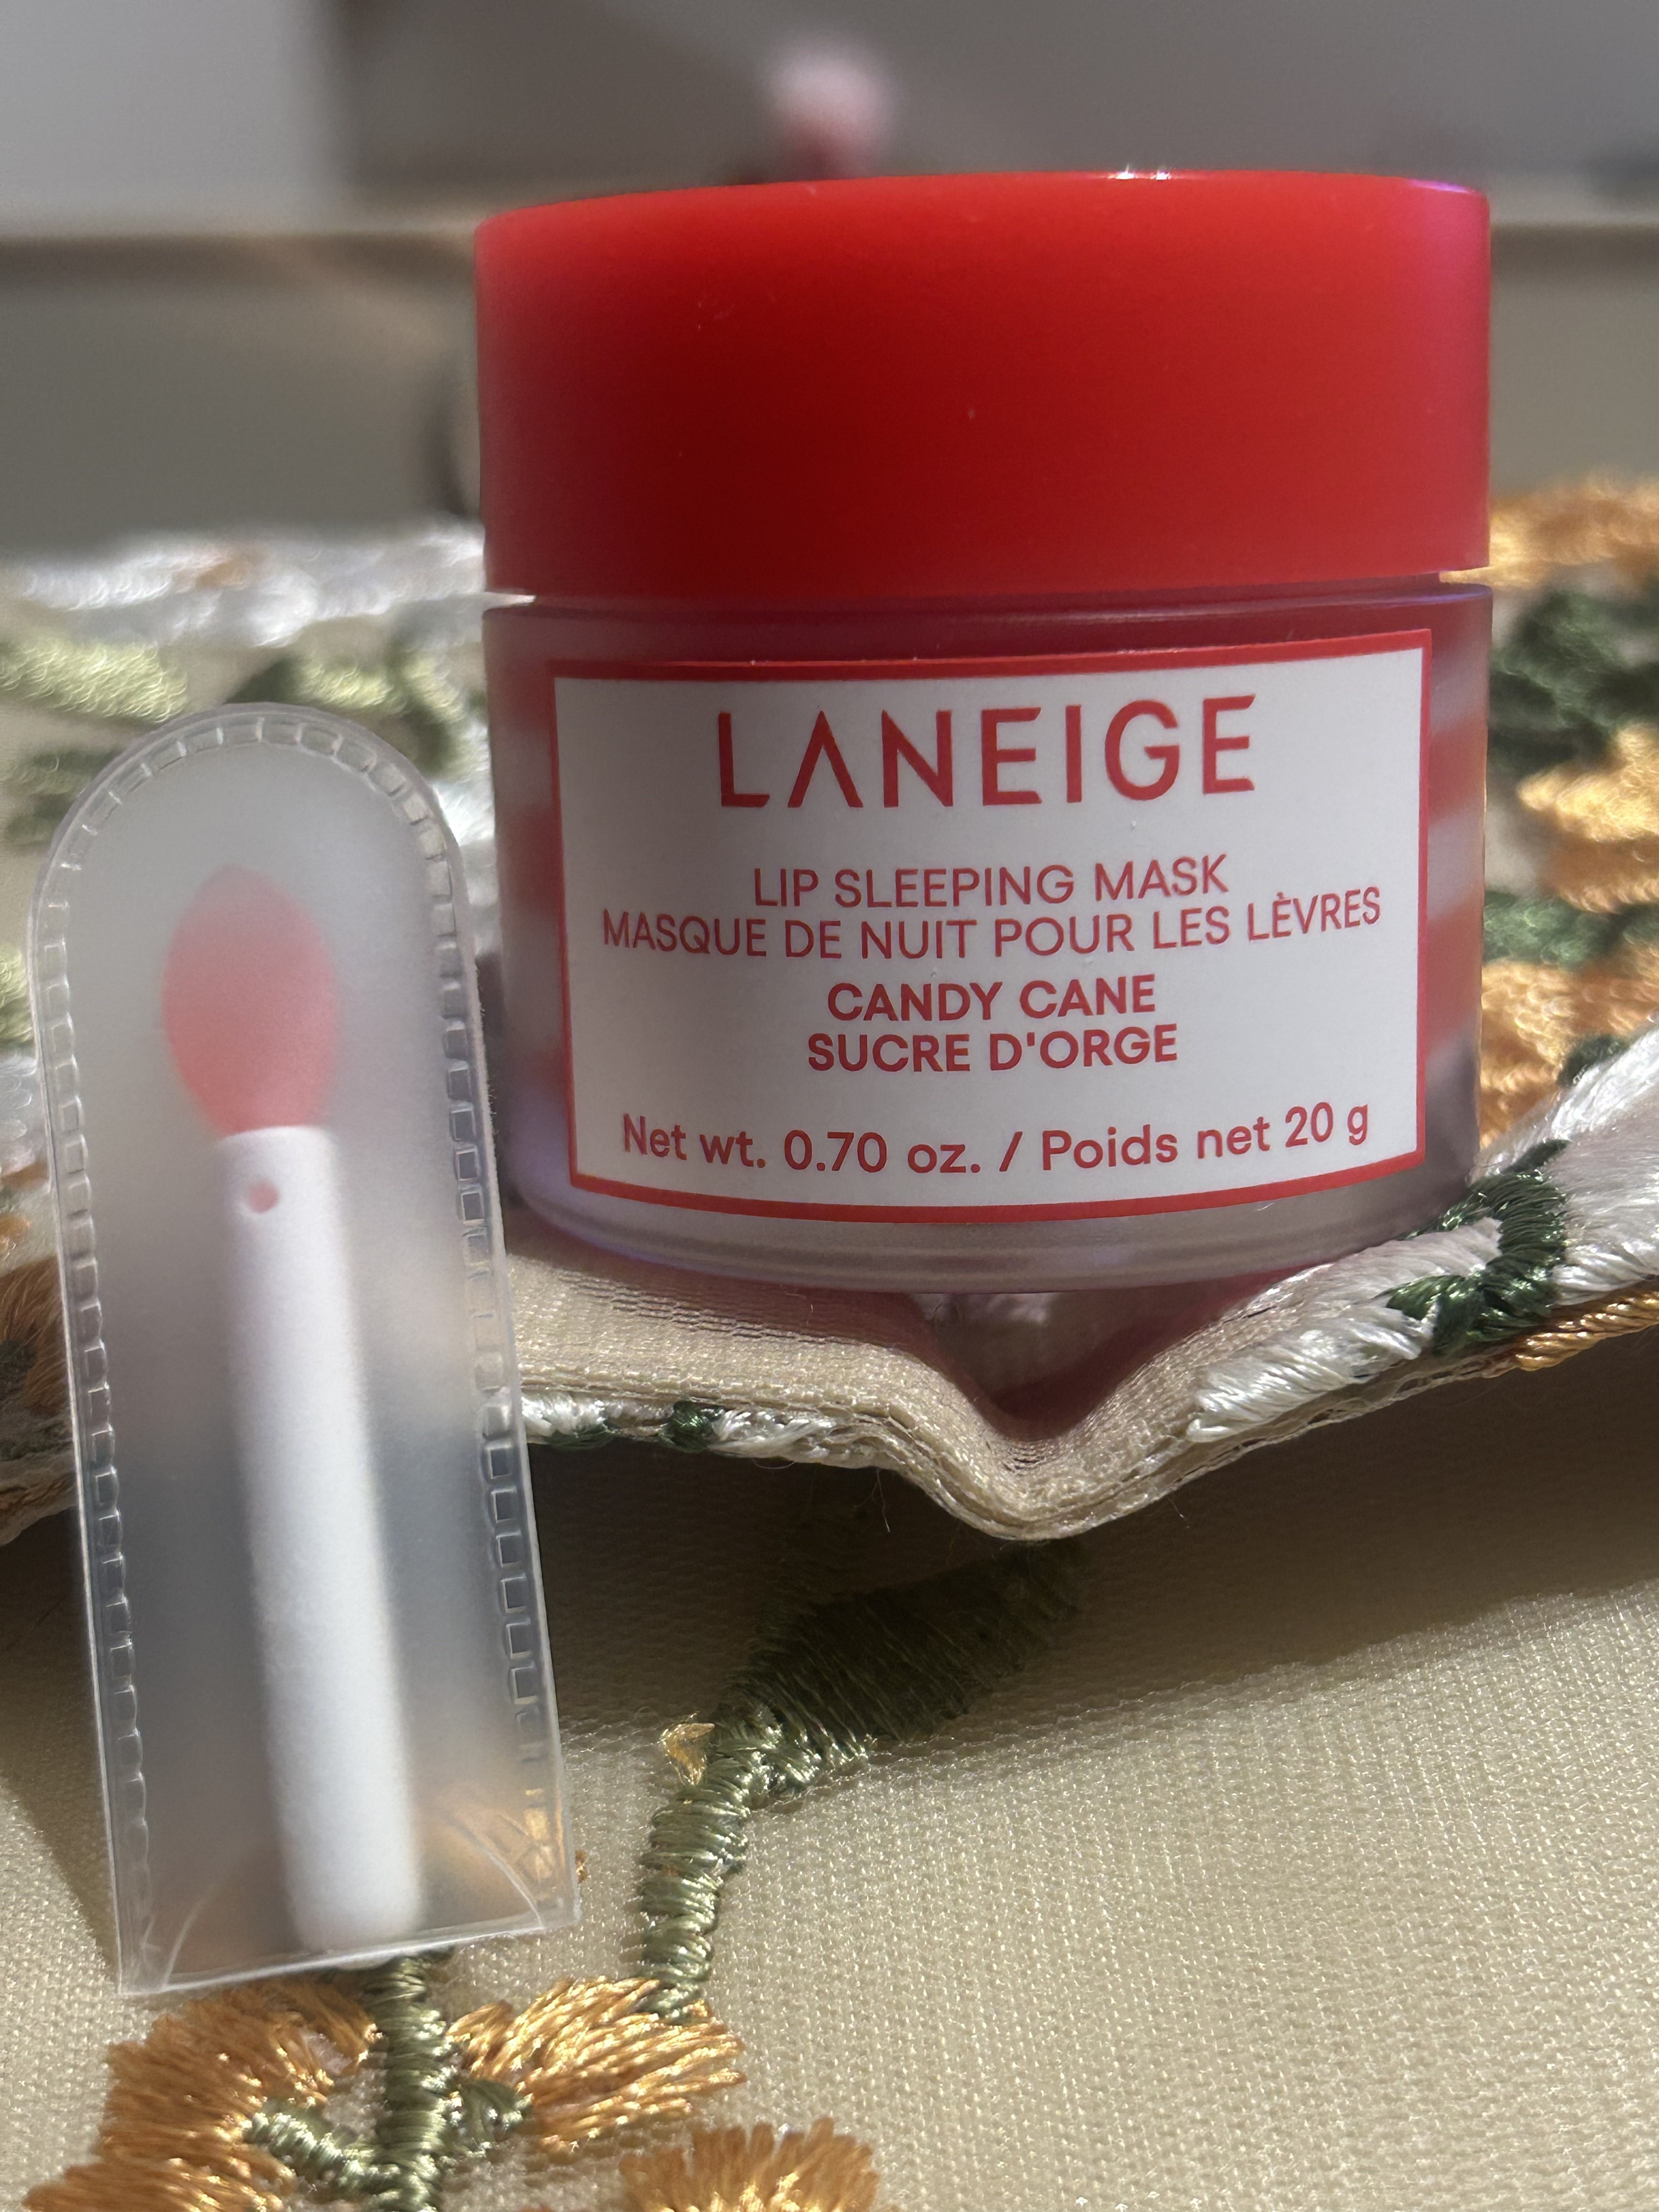 LANEIGE
LIP SLEEPING MASK
MASQUE DE NUIT POUR LES LÈVRES
CANDY CANE
SUCRE D'ORGE
Net wt. 0.70 oz. / Poids net 20 g